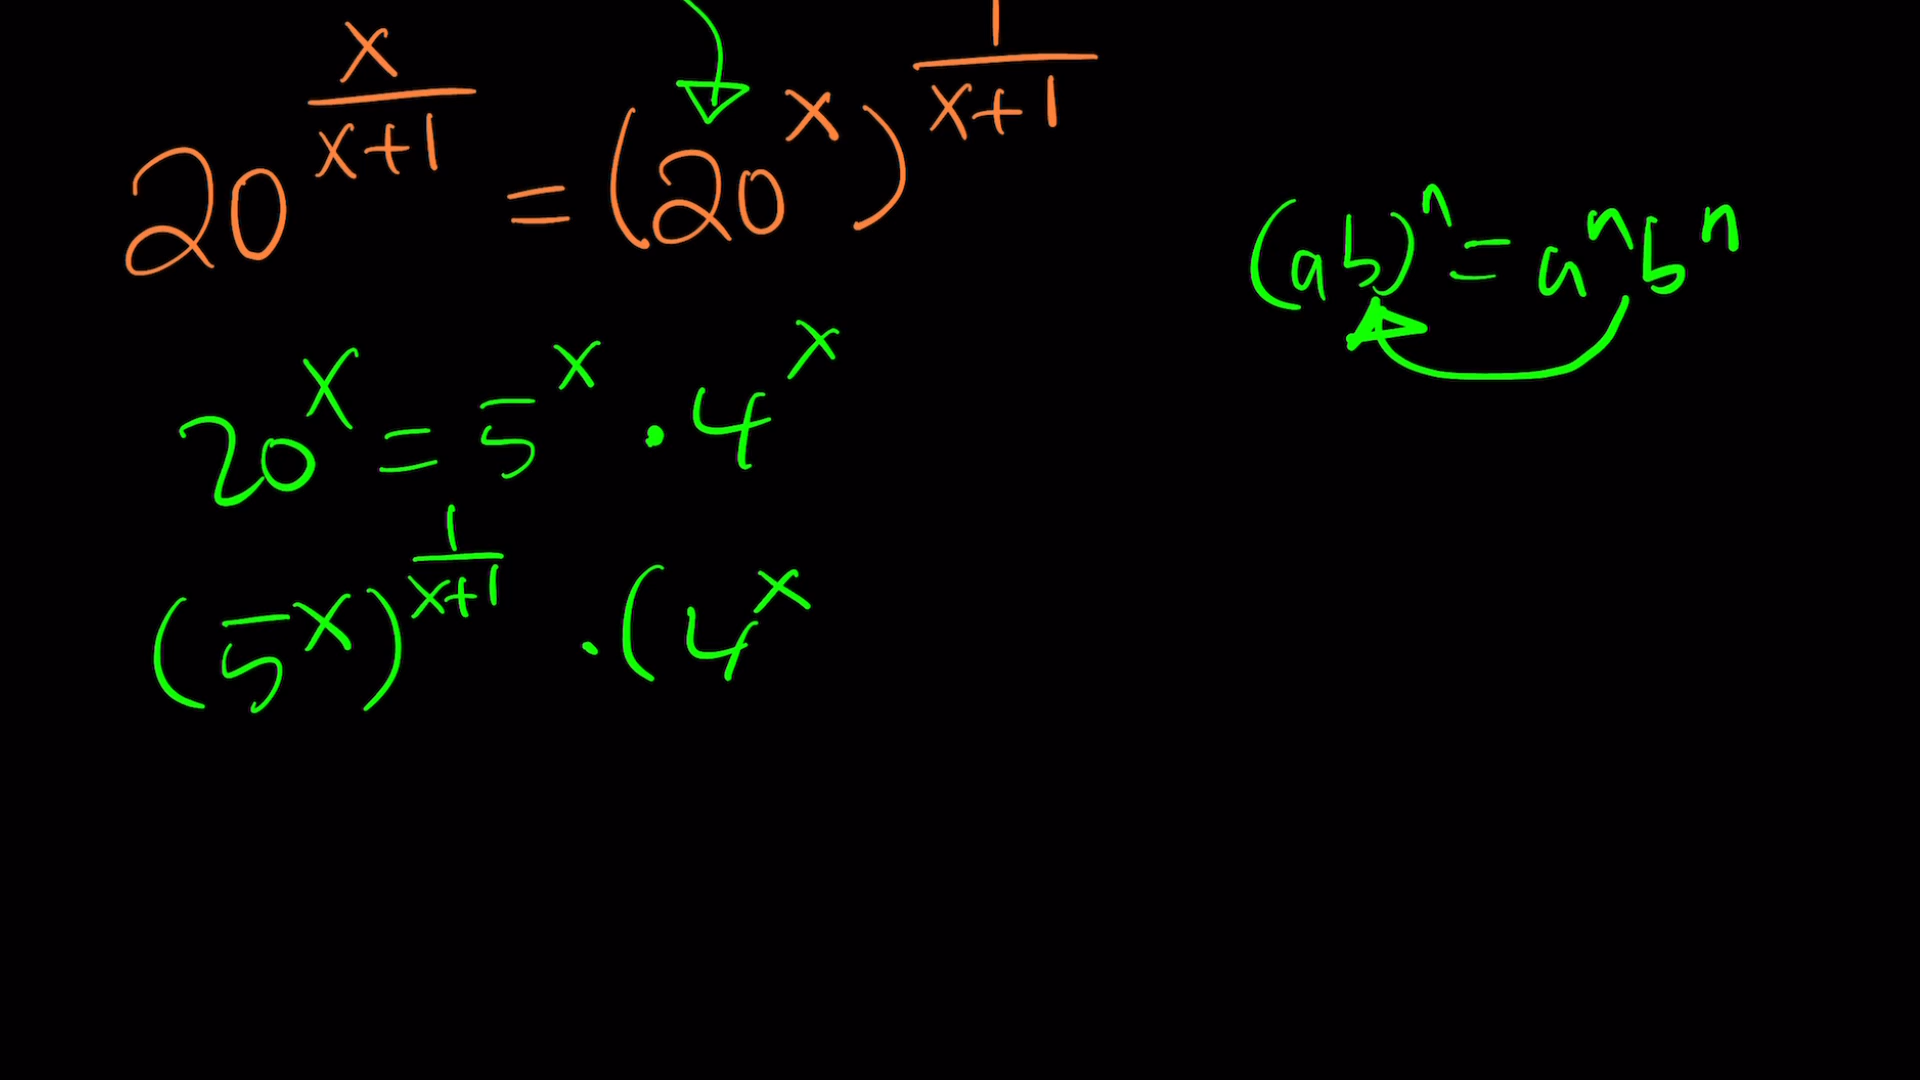 20^(x/(x+1)) = (20^x)^(1/(x+1))
(ab)^n = a^n b^n
20^x = 5^x · 4^x
(5^x)^(1/(x+1)) · (4^x